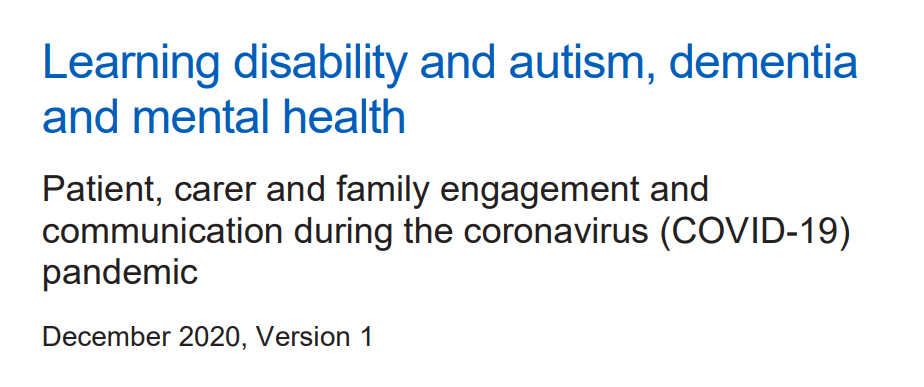 Learning disability and autism, dementia
and mental health
Patient, carer and family engagement and
communication during the coronavirus (COVID-19)
pandemic
December 2020, Version 1